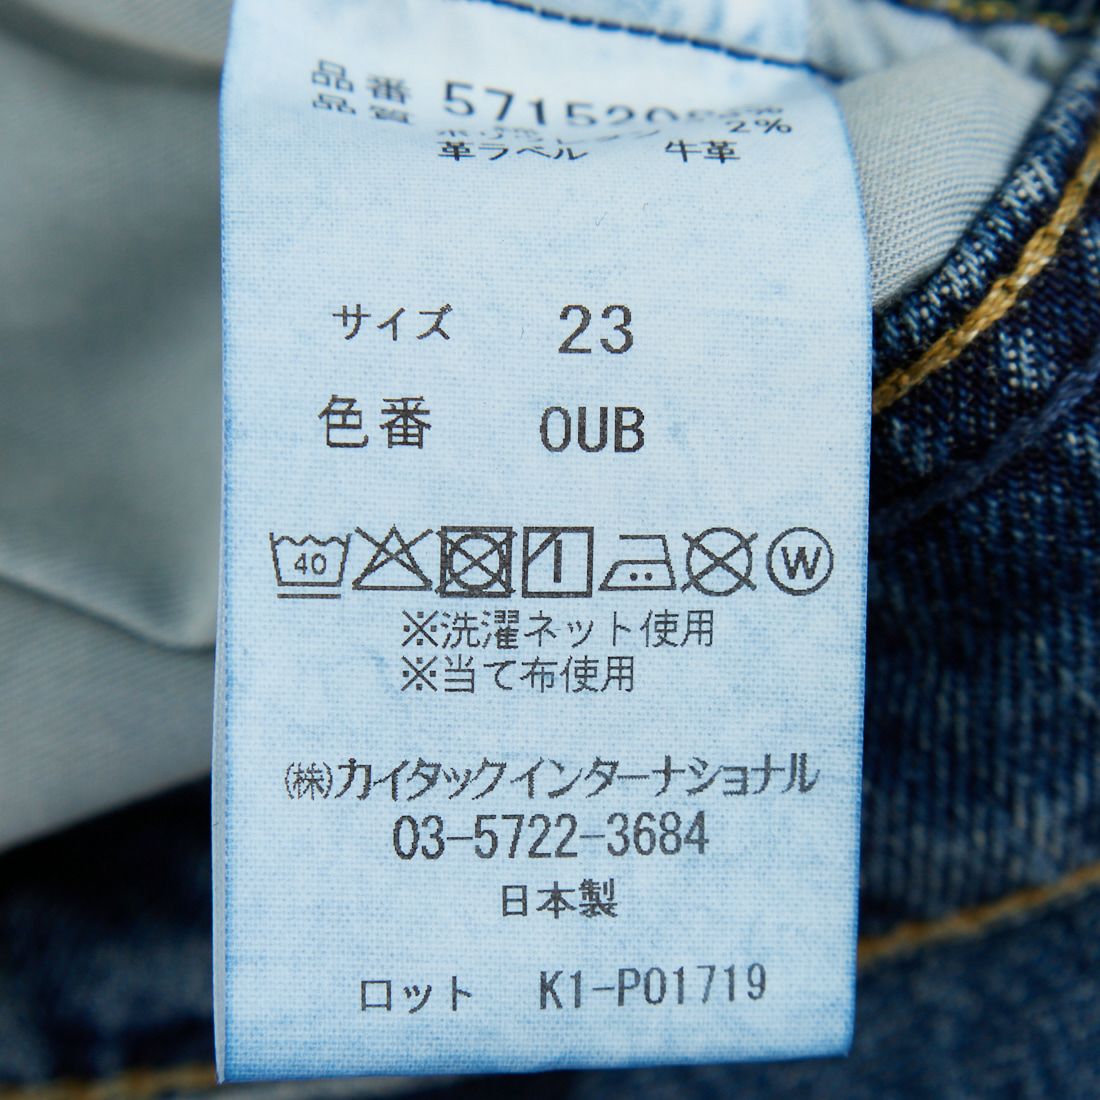 品番 571520
品質 2%
革ラベル 牛革
サイズ 23
色番 OUB
40
W
※洗濯ネット使用
※当て布使用
㈱カイタックインターナショナル
03-5722-3684
日本製
ロット K1-P01719